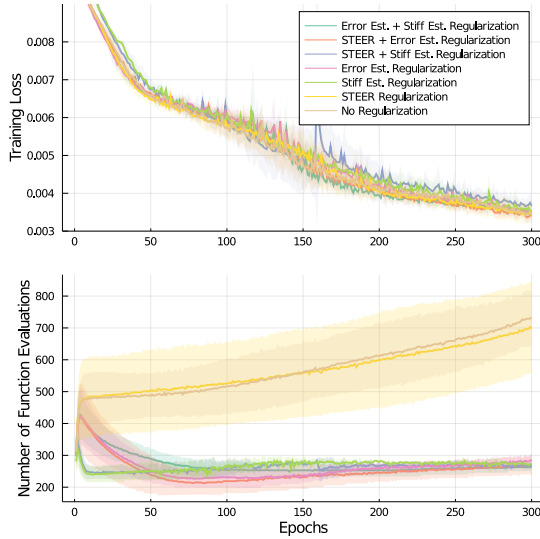 0.008
0.007
0.006
0.005
0.004
0.003
Training Loss
Error Est. + Stiff Est. Regularization
STEER + Error Est. Regularization
STEER + Stiff Est. Regularization
Error Est. Regularization
Stiff Est. Regularization
STEER Regularization
No Regularization
0 50 100 150 200 250 300
800
700
600
500
400
300
200
Number of Function Evaluations
0 50 100 150 200 250 300
Epochs